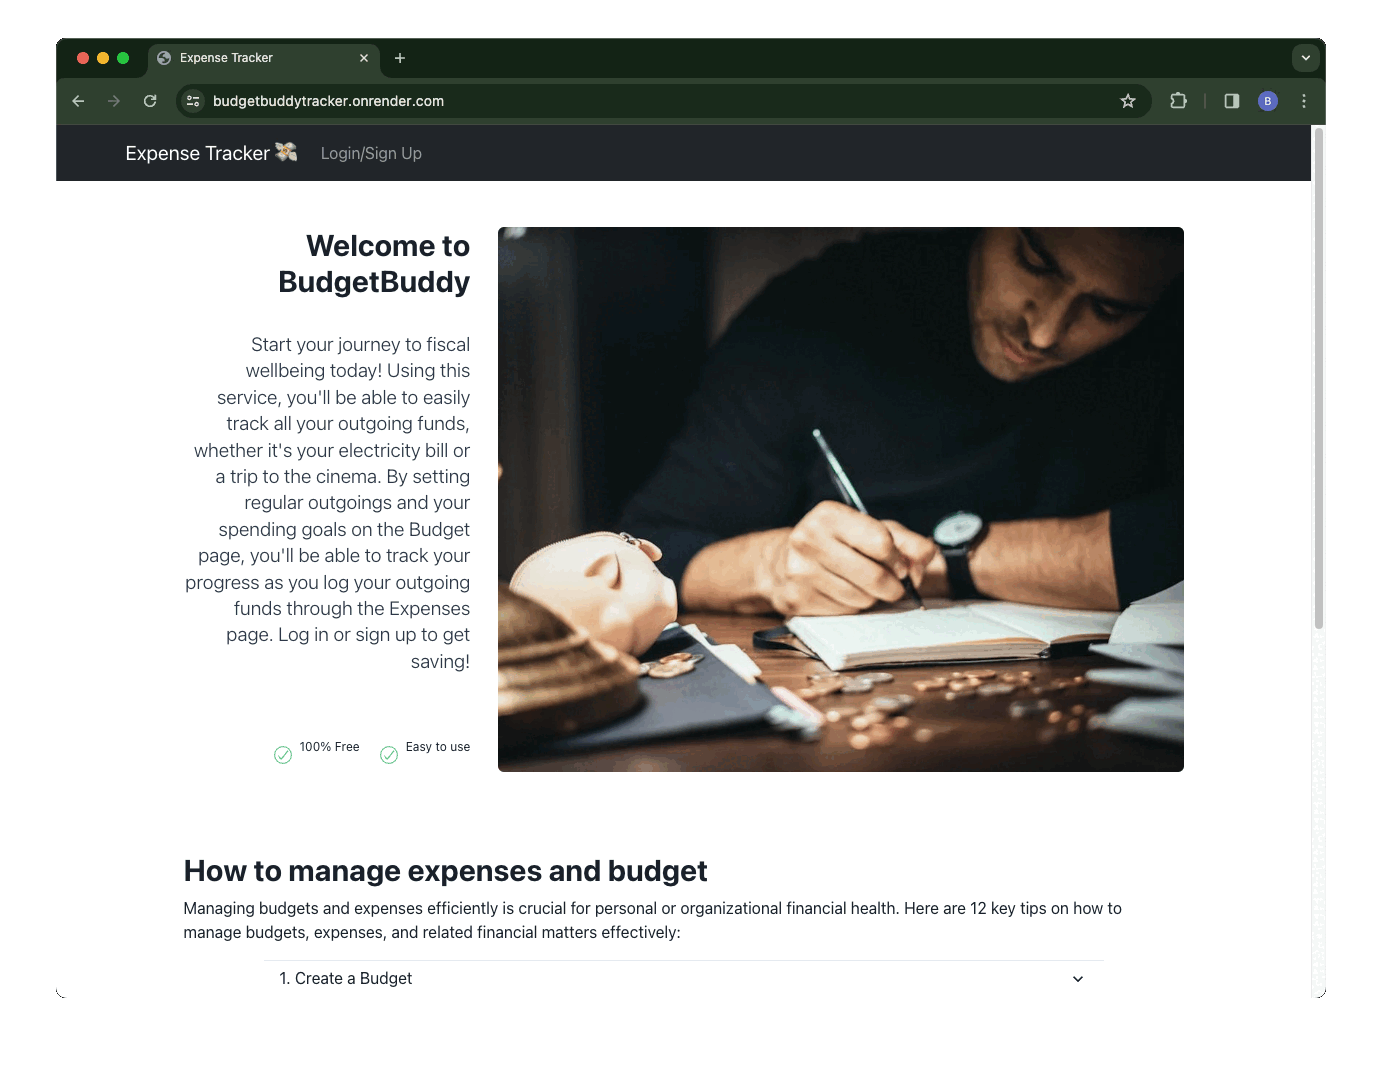 Expense Tracker
budgetbuddytracker.onrender.com
B
Expense Tracker 💸 Login/Sign Up
Welcome to
BudgetBuddy
Start your journey to fiscal
wellbeing today! Using this
service, you'll be able to easily
track all your outgoing funds,
whether it's your electricity bill or
a trip to the cinema. By setting
regular outgoings and your
spending goals on the Budget
page, you'll be able to track your
progress as you log your outgoing
funds through the Expenses
page. Log in or sign up to get
saving!
100% Free Easy to use
How to manage expenses and budget
Managing budgets and expenses efficiently is crucial for personal or organizational financial health. Here are 12 key tips on how to
manage budgets, expenses, and related financial matters effectively:
1. Create a Budget